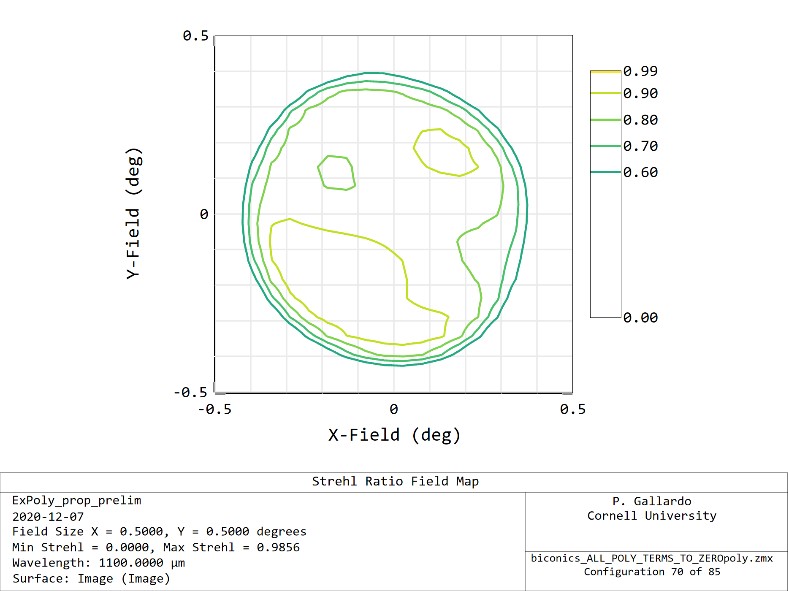 0.5
0
-0.5
-0.5
0
0.5
Y-Field (deg)
X-Field (deg)
0.99
0.90
0.80
0.70
0.60
0.00
Strehl Ratio Field Map
ExPoly_prop_prelim
2020-12-07
Field Size X = 0.5000, Y = 0.5000 degrees
Min Strehl = 0.0000, Max Strehl = 0.9856
Wavelength: 1100.0000 µm
Surface: Image (Image)
P. Gallardo
Cornell University
biconics_ALL_POLY_TERMS_TO_ZEROpoly.zmx
Configuration 70 of 85